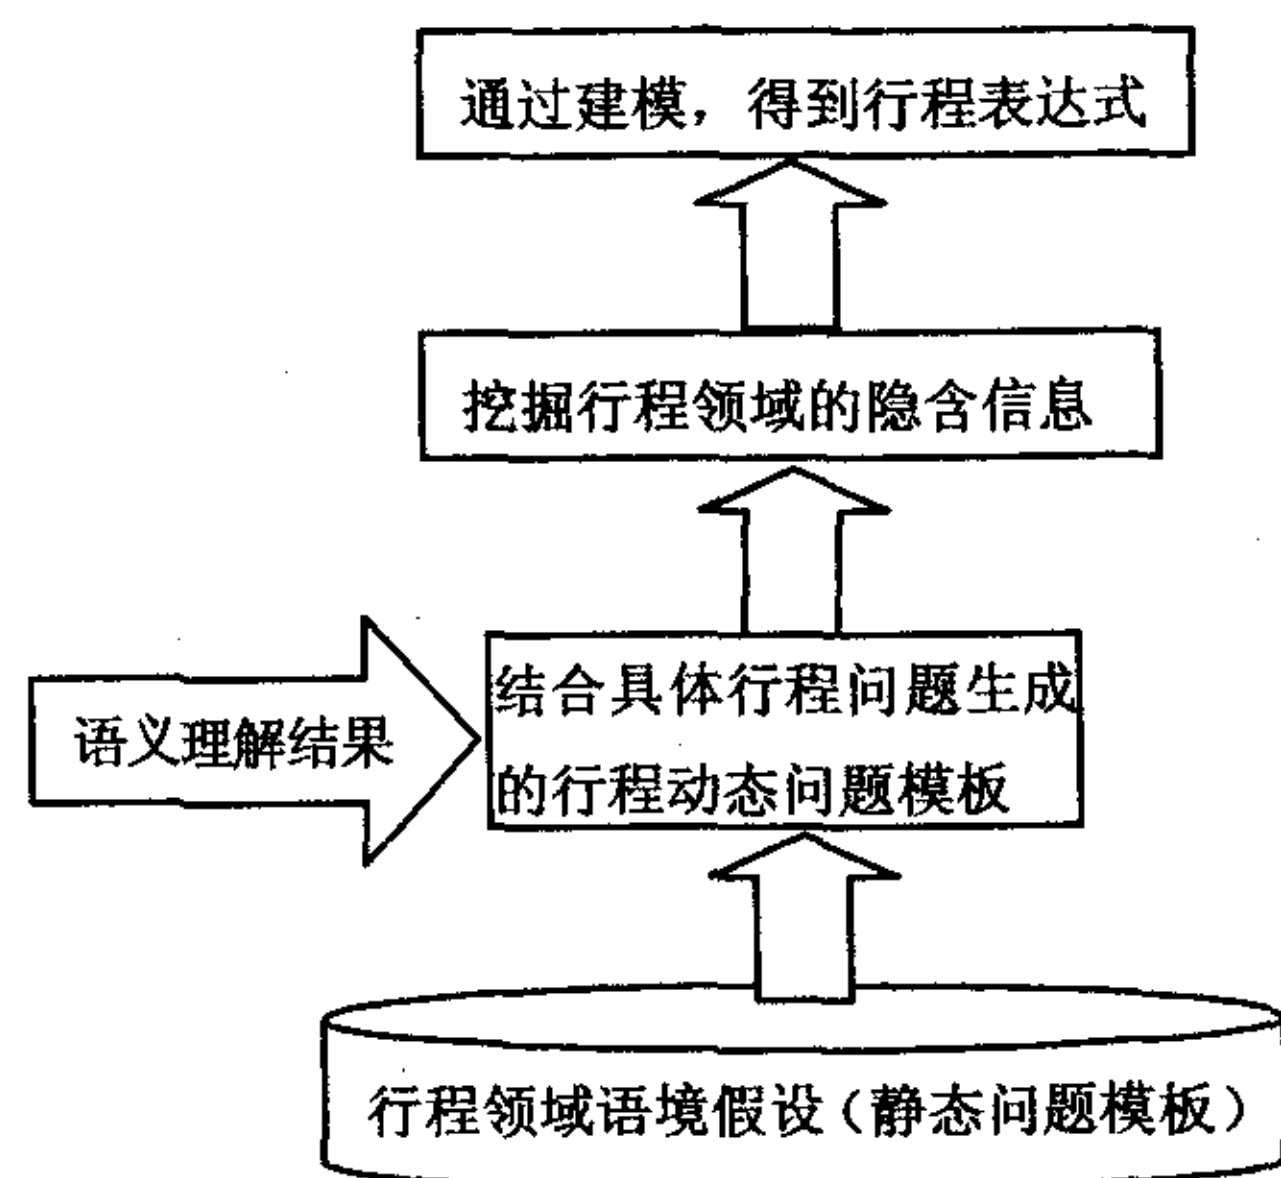 通过建模，得到行程表达式
挖掘行程领域的隐含信息
语义理解结果
结合具体行程问题生成
的行程动态问题模板
行程领域语境假设（静态问题模板）